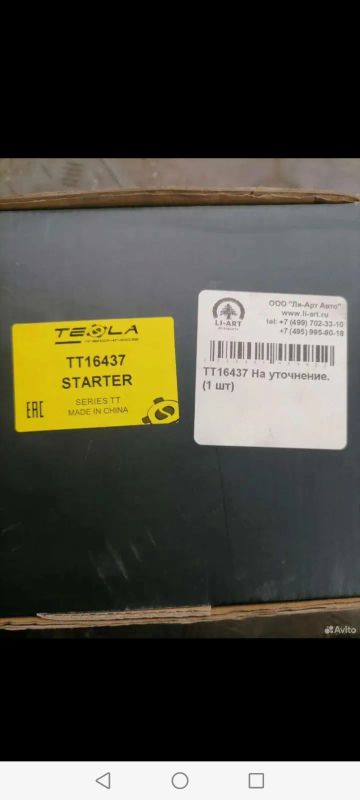 TESLA
TECHNICS
TT16437
STARTER
SERIES TT
MADE IN CHINA
EAC
LI-ART
ООО "Ли-Арт Авто"
www.li-art.ru
tel: +7 (499) 702-33-10
+7 (495) 995-80-18
TT16437 На уточнение.
(1 шт)
Avito